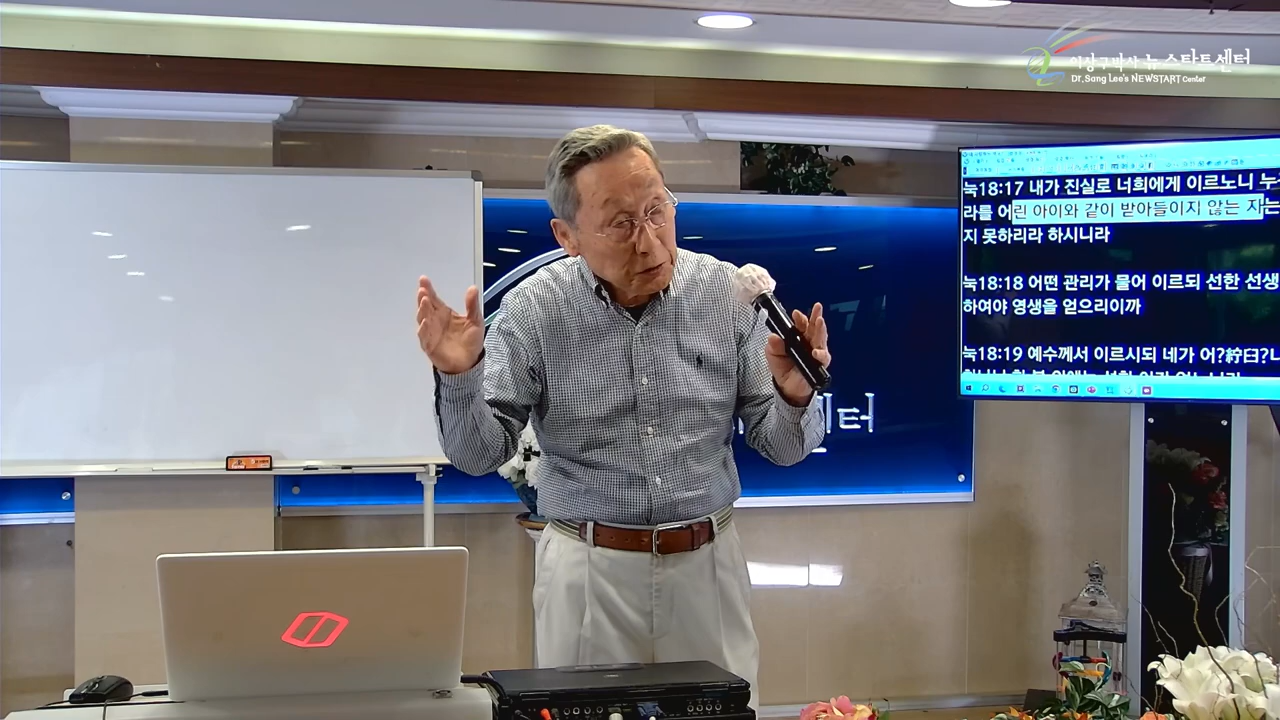 이상구박사 뉴스타트센터
Dr. Sang Lee's NEWSTART Center
눅18:17 내가 진실로 너희에게 이르노니
라를 어린 아이와 같이 받아들이지 않는 자는
지 못하리라 하시니라
눅18:18 어떤 관리가 물어 이르되 선한 선생
하여야 영생을 얻으리이까
눅18:19 예수께서 이르시되 네가 어?紵臼?
센터